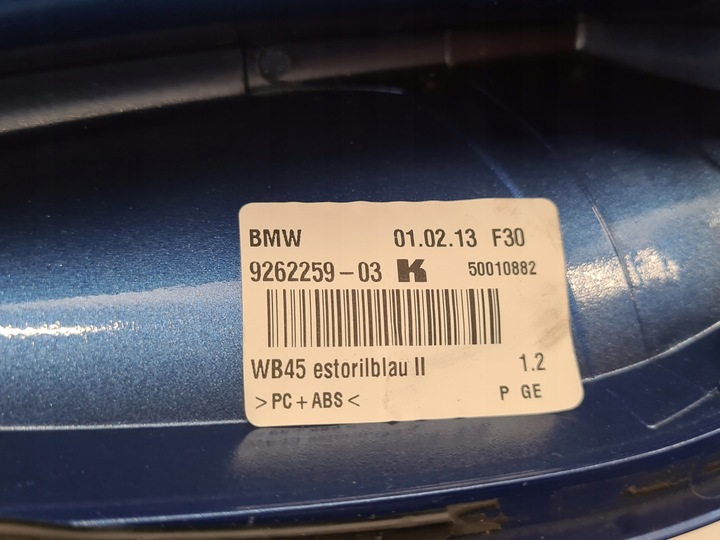 BMW 01.02.13 F30
9262259-03 K 50010882
WB45 estorilblau II 1.2
>PC+ABS< P GE